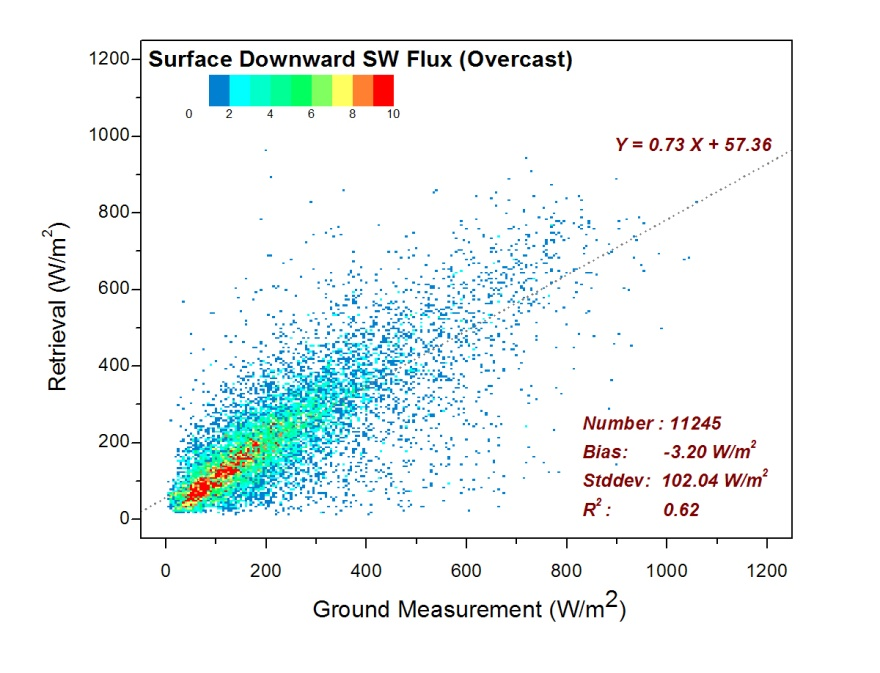 Surface Downward SW Flux (Overcast)
0 2 4 6 8 10
Y = 0.73 X + 57.36
1200
1000
800
600
400
200
0
Retrieval (W/m²)
Number : 11245
Bias: -3.20 W/m²
Stddev: 102.04 W/m²
R² : 0.62
0 200 400 600 800 1000 1200
Ground Measurement (W/m²)